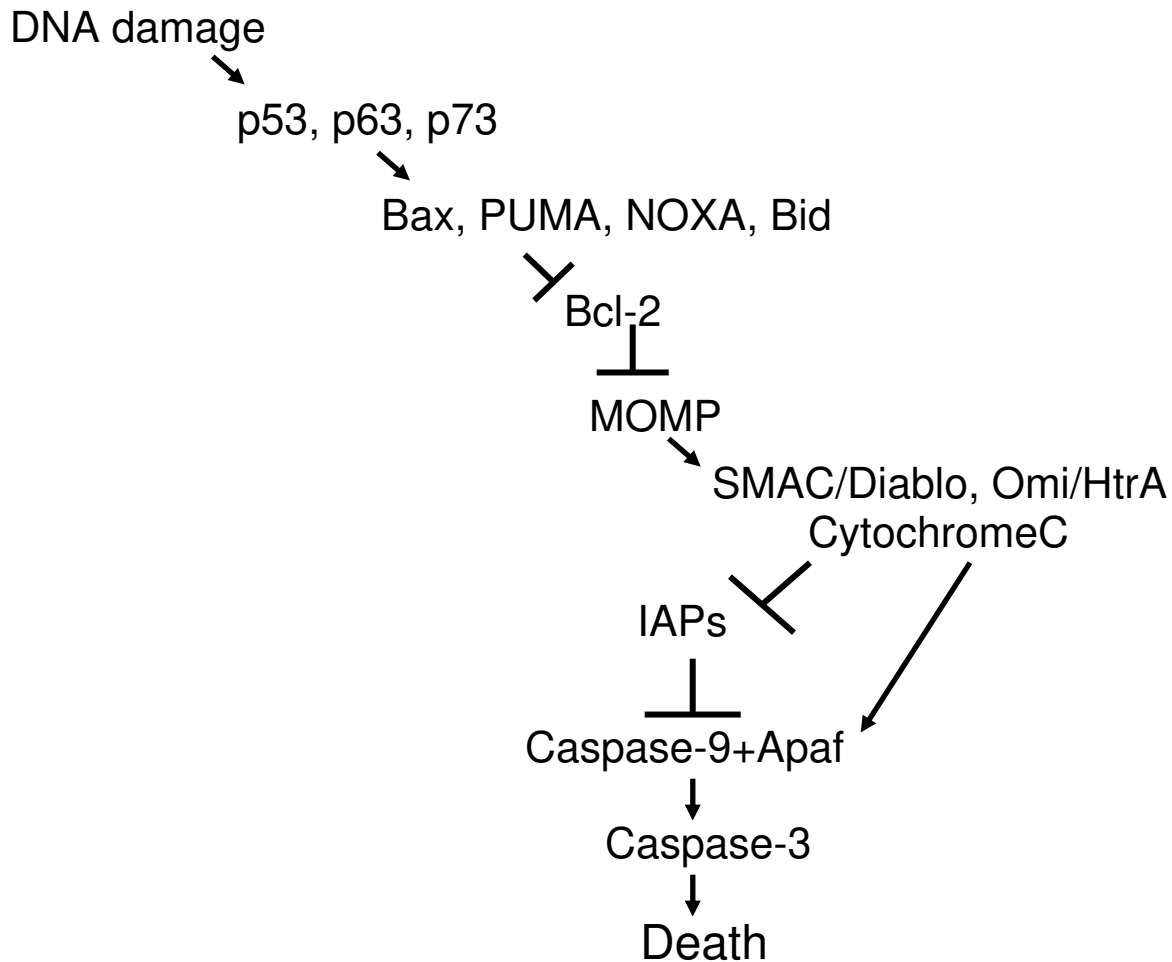 DNA damage
p53, p63, p73
Bax, PUMA, NOXA, Bid
Bcl-2
MOMP
SMAC/Diablo, Omi/HtrA
CytochromeC
IAPs
Caspase-9+Apaf
Caspase-3
Death